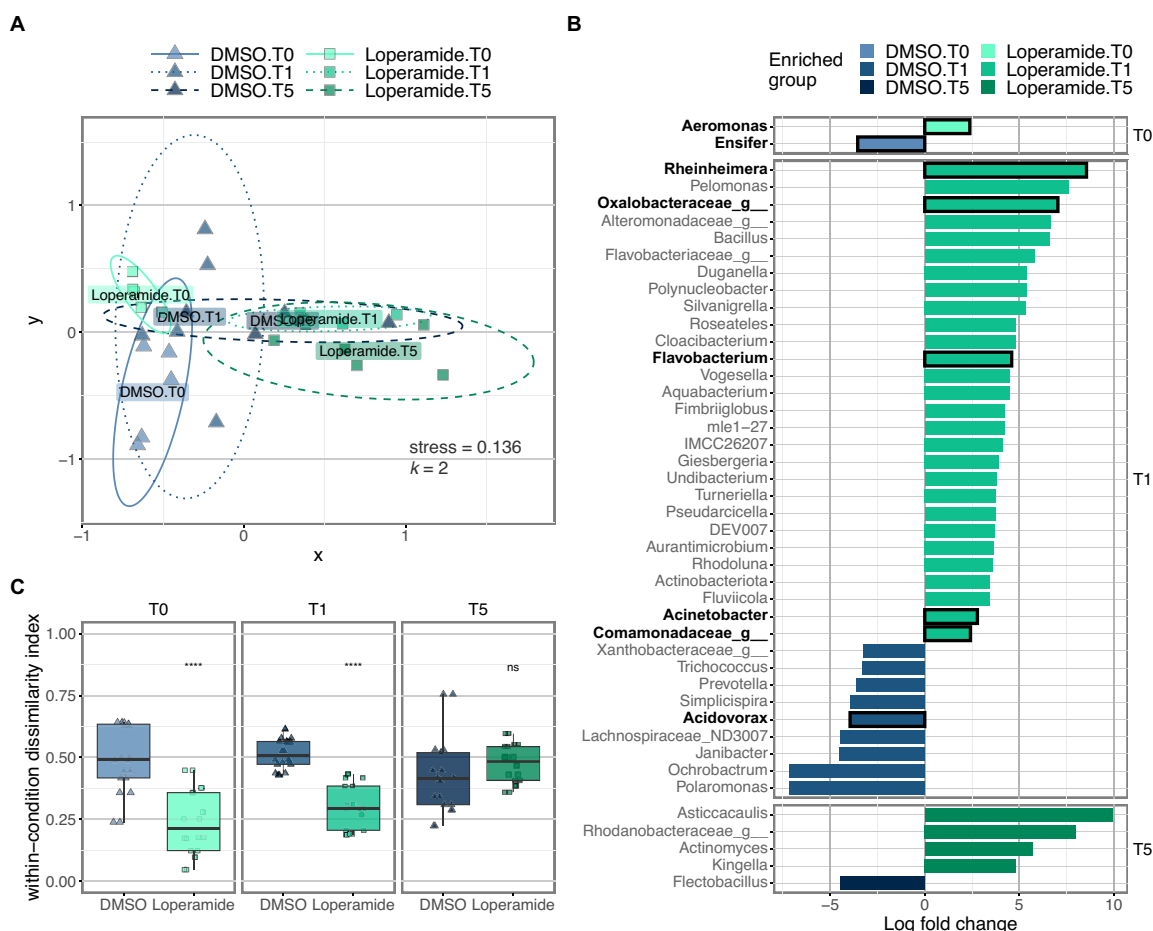 A
DMSO.T0
DMSO.T1
DMSO.T5
Loperamide.T0
Loperamide.T1
Loperamide.T5
y
1
0
−1
Loperamide.T0
DMSO.T1
Loperamide.T1
Loperamide.T5
DMSO.T0
stress = 0.136
k = 2
−1
0
1
x
B
Enriched
group
DMSO.T0
DMSO.T1
DMSO.T5
Loperamide.T0
Loperamide.T1
Loperamide.T5
Aeromonas
Ensifer
T0
Rheinheimera
Pelomonas
Oxalobacteraceae_g__
Alteromonadaceae_g__
Bacillus
Flavobacteriaceae_g__
Duganella
Polynucleobacter
Silvanigrella
Roseateles
Cloacibacterium
Flavobacterium
Vogesella
Aquabacterium
Fimbriiglobus
mle1−27
IMCC26207
Giesbergeria
Undibacterium
Turneriella
Pseudarcicella
DEV007
Aurantimicrobium
Rhodoluna
Actinobacteriota
Fluviicola
Acinetobacter
Comamonadaceae_g__
Xanthobacteraceae_g__
Trichococcus
Prevotella
Simplicispira
Acidovorax
Lachnospiraceae_ND3007
Janibacter
Ochrobactrum
Polaromonas
T1
Asticcacaulis
Rhodanobacteraceae_g__
Actinomyces
Kingella
Flectobacillus
T5
−5
0
5
10
Log fold change
C
within−condition dissimilarity index
T0
T1
T5
1.00
0.75
0.50
0.25
0.00
****
****
ns
DMSO Loperamide
DMSO Loperamide
DMSO Loperamide